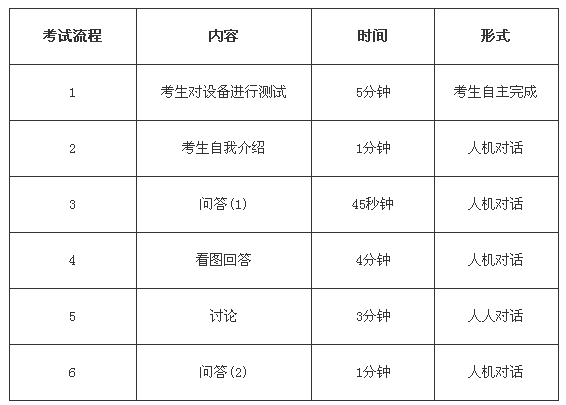 考试流程 内容 时间 形式
1 考生对设备进行测试 5分钟 考生自主完成
2 考生自我介绍 1分钟 人机对话
3 问答(1) 45秒钟 人机对话
4 看图回答 4分钟 人机对话
5 讨论 3分钟 人人对话
6 问答(2) 1分钟 人机对话